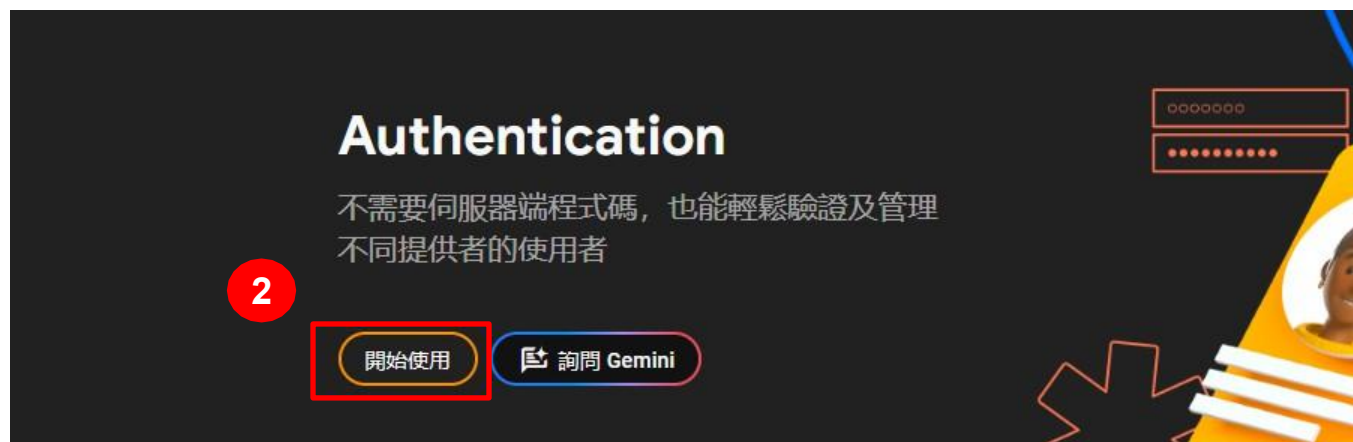 Authentication
不需要伺服器端程式碼，也能輕鬆驗證及管理
不同提供者的使用者
2
開始使用
詢問 Gemini